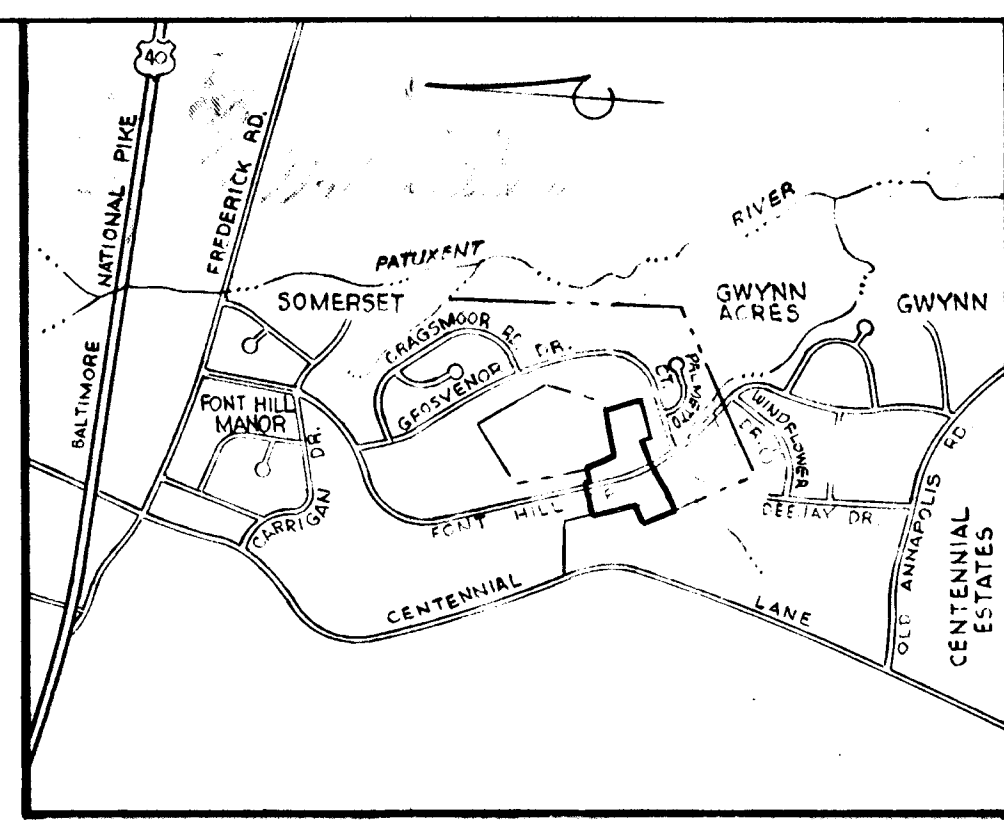 40
BALTIMORE NATIONAL PIKE
FREDERICK RD.
PATUXENT
RIVER
SOMERSET
GWYNN
ACRES
GWYNN
CRAGSMOOR RD.
GROSVENOR DR.
PALMETTO
CT.
FONT HILL
MANOR
CARRIGAN DR.
WINDFLOWER
DR.
FONT HILL
DEEJAY DR.
CENTENNIAL LANE
OLD ANNAPOLIS RD
CENTENNIAL
ESTATES